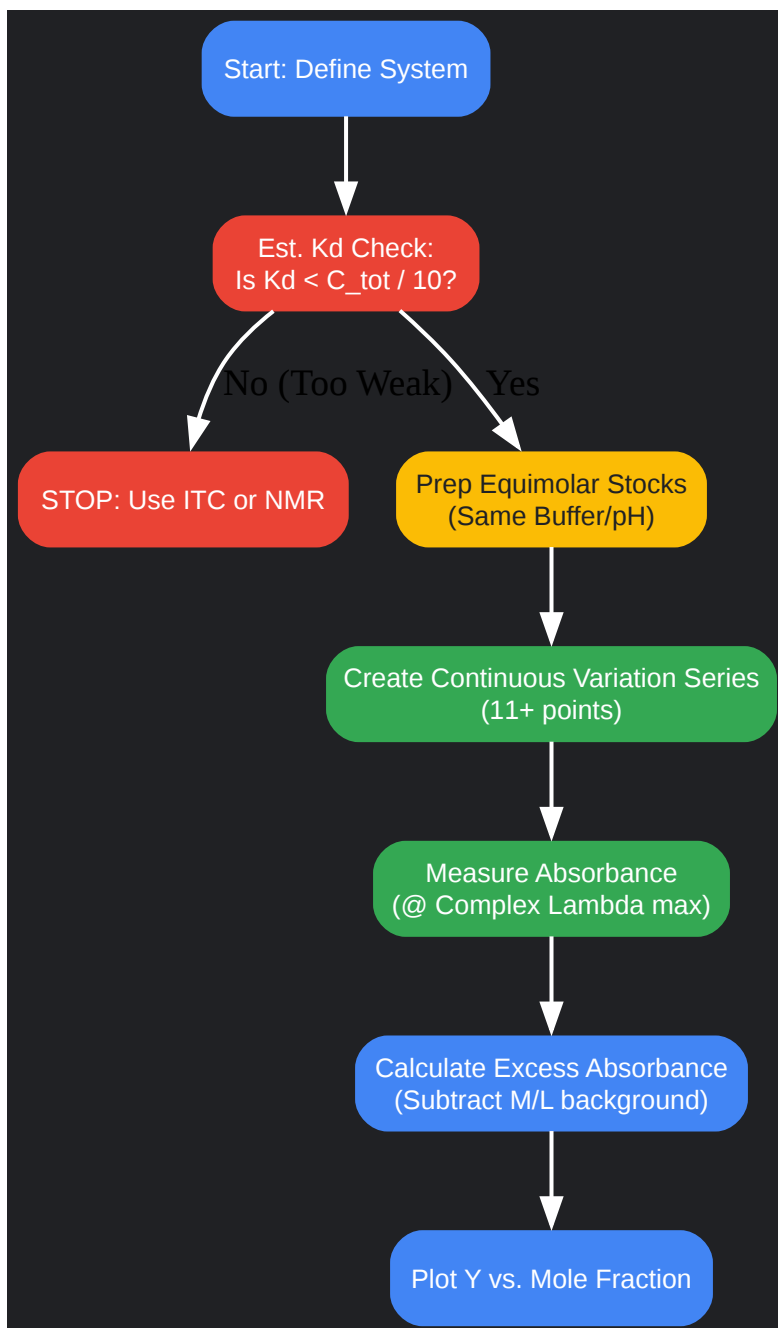 Start: Define System
Est. Kd Check:
Is Kd < C_tot / 10?
No (Too Weak)
Yes
STOP: Use ITC or NMR
Prep Equimolar Stocks
(Same Buffer/pH)
Create Continuous Variation Series
(11+ points)
Measure Absorbance
(@ Complex Lambda max)
Calculate Excess Absorbance
(Subtract M/L background)
Plot Y vs. Mole Fraction